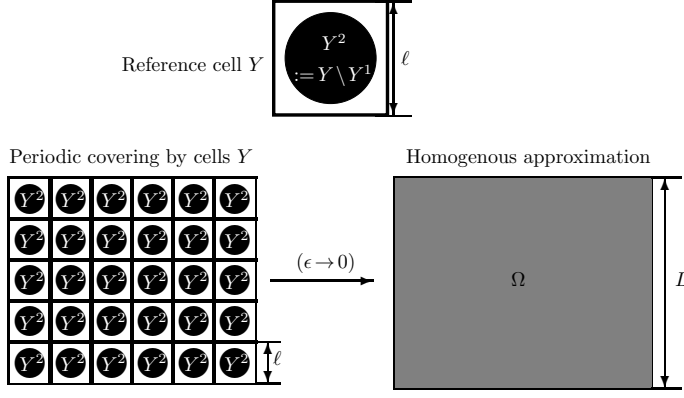 Y²
:= Y\Y¹
Reference cell Y
ℓ
Periodic covering by cells Y
Homogenous approximation
Y² Y² Y² Y² Y² Y²
Y² Y² Y² Y² Y² Y²
Y² Y² Y² Y² Y² Y²
Y² Y² Y² Y² Y² Y²
Y² Y² Y² Y² Y² Y²
(ϵ→0)
Ω
L
ℓ